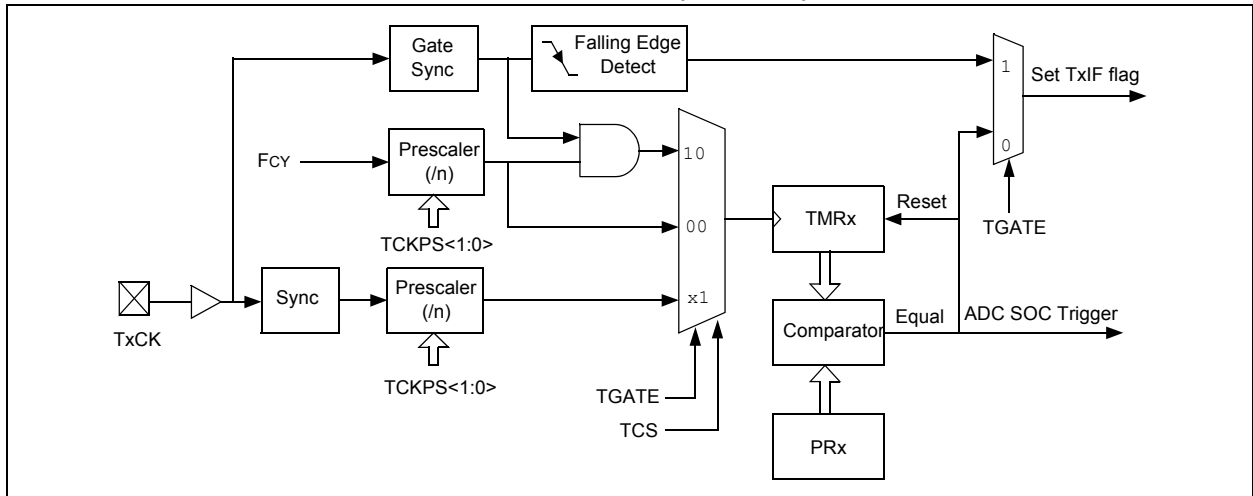 Gate
Sync
Falling Edge
Detect
1
Set TxIF flag
0
FCY
Prescaler
(/n)
10
TCKPS<1:0>
00
TMRx
Reset
TGATE
TxCK
Sync
Prescaler
(/n)
x1
Comparator
Equal
ADC SOC Trigger
TCKPS<1:0>
TGATE
TCS
PRx